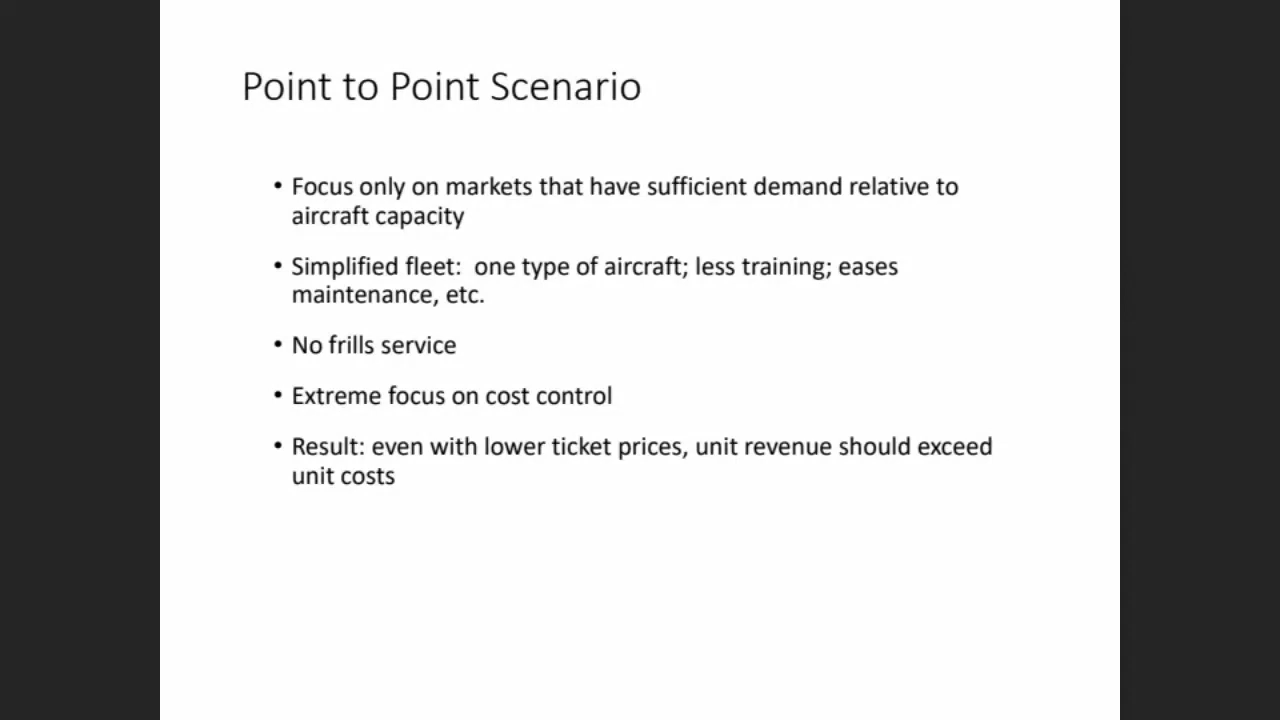 Point to Point Scenario
• Focus only on markets that have sufficient demand relative to
aircraft capacity
• Simplified fleet:  one type of aircraft; less training; eases
maintenance, etc.
• No frills service
• Extreme focus on cost control
• Result: even with lower ticket prices, unit revenue should exceed
unit costs